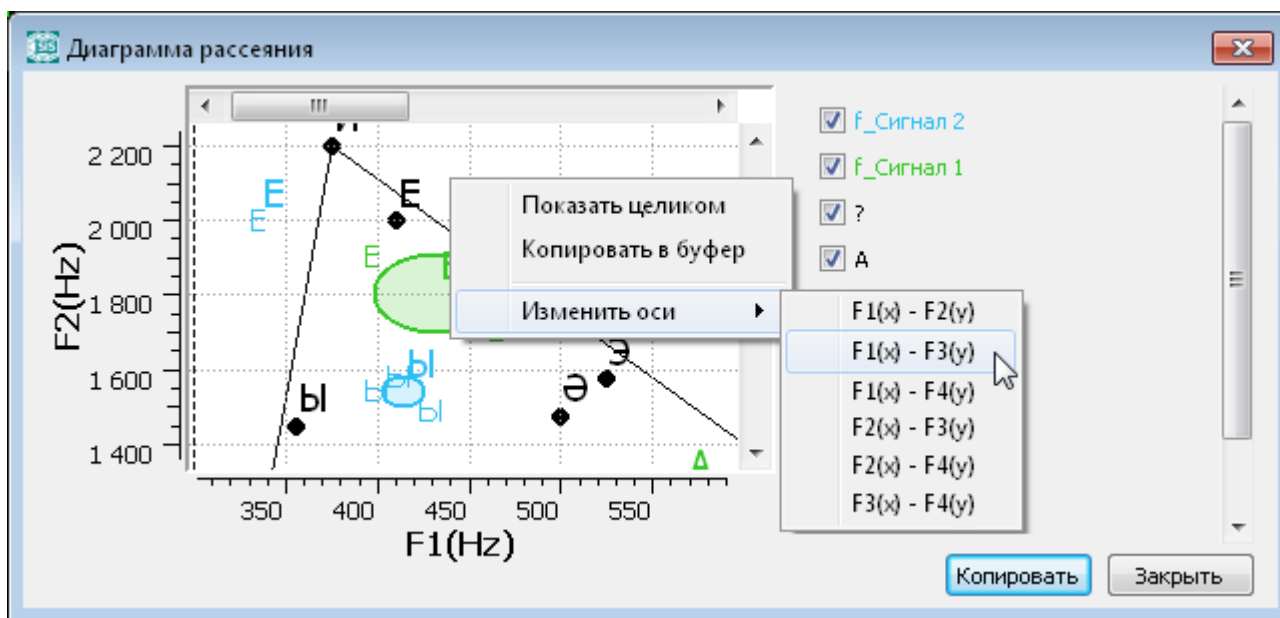 Диаграмма рассеяния
F2(Hz)
2 200
2 000
1 800
1 600
1 400
И
Е
Е
Е
Е
Ы
Ы
Ы
Ы
Ы
Ы
Э
Ə
350
400
450
500
550
F1(Hz)
Показать целиком
Копировать в буфер
Изменить оси
F1(x) - F2(y)
F1(x) - F3(y)
F1(x) - F4(y)
F2(x) - F3(y)
F2(x) - F4(y)
F3(x) - F4(y)
f_Сигнал 2
f_Сигнал 1
?
А
Копировать
Закрыть